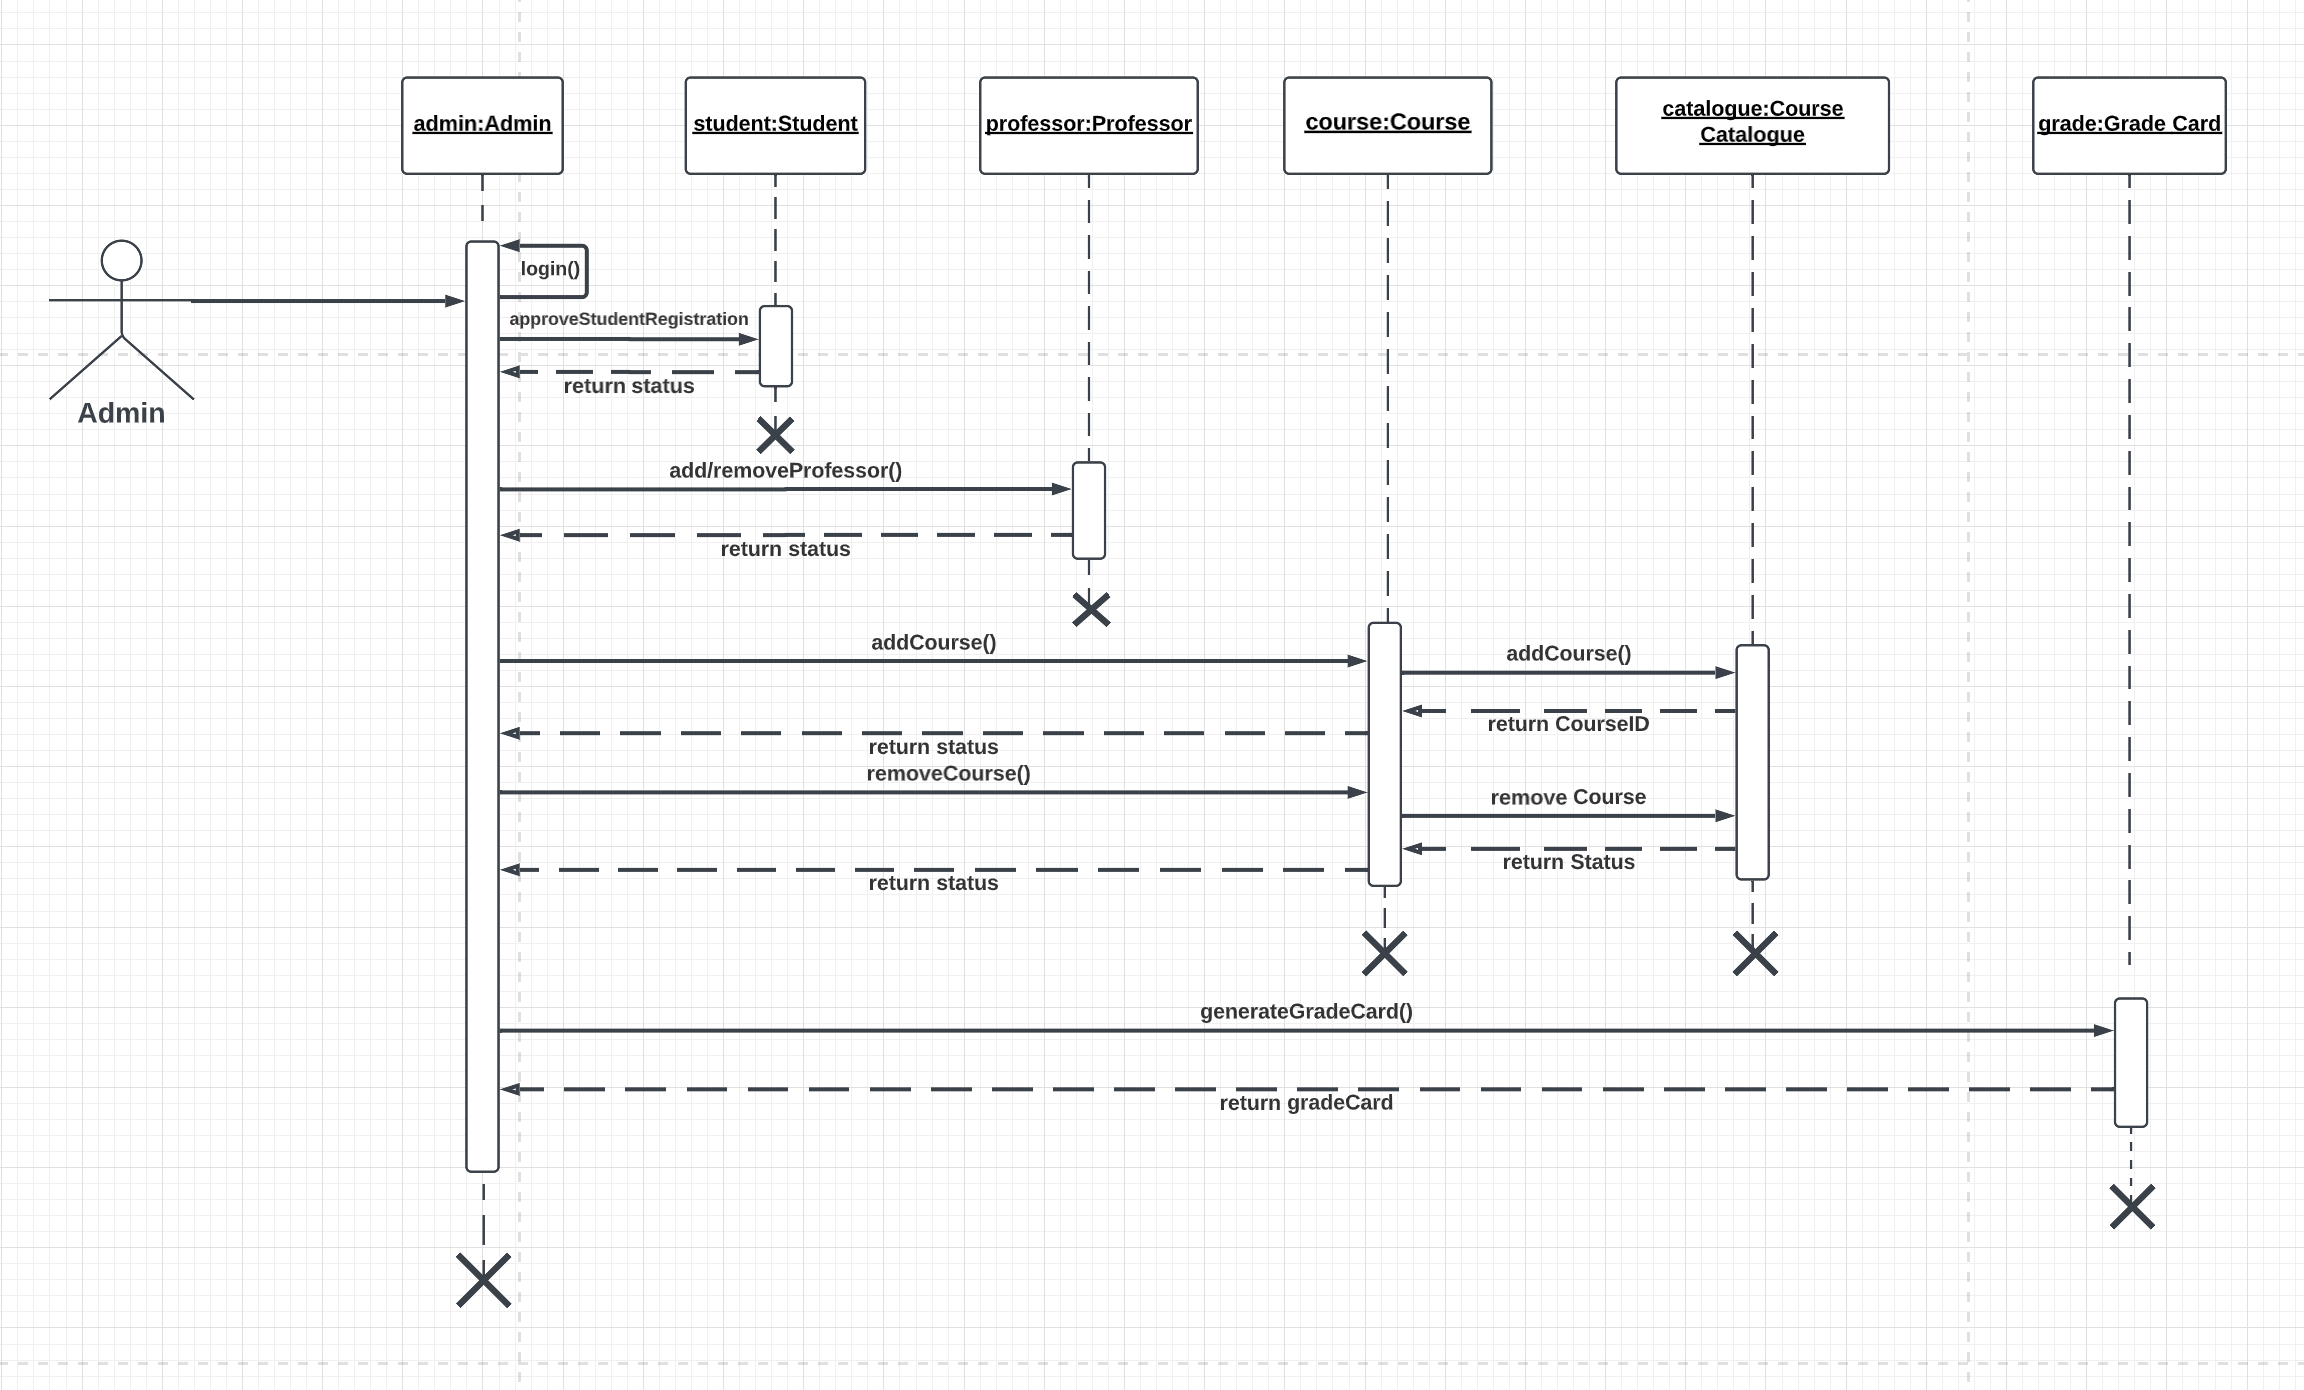 admin:Admin
student:Student
professor:Professor
course:Course
catalogue:Course
Catalogue
grade:Grade Card
login()
approveStudentRegistration
return status
Admin
add/removeProfessor()
return status
addCourse()
addCourse()
return CourseID
return status
removeCourse()
remove Course
return Status
return status
generateGradeCard()
return gradeCard